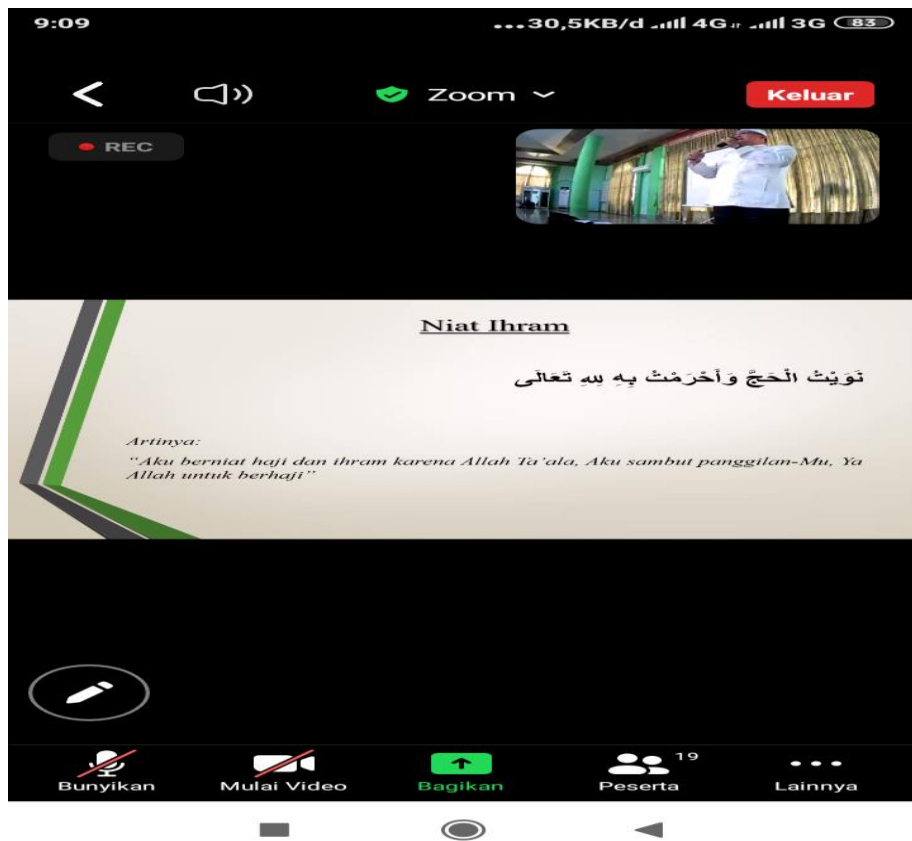 9:09 ...30,5KB/d 4G 3G 83
Zoom Keluar
REC
Niat Ihram
نَوَيْتُ الْحَجَّ وَأَحْرَمْتُ بِهِ لِلهِ تَعَالَى
Artinya:
“Aku berniat haji dan ihram karena Allah Ta’ala, Aku sambut panggilan-Mu, Ya
Allah untuk berhaji”
19
Bunyikan Mulai Video Bagikan Peserta Lainnya